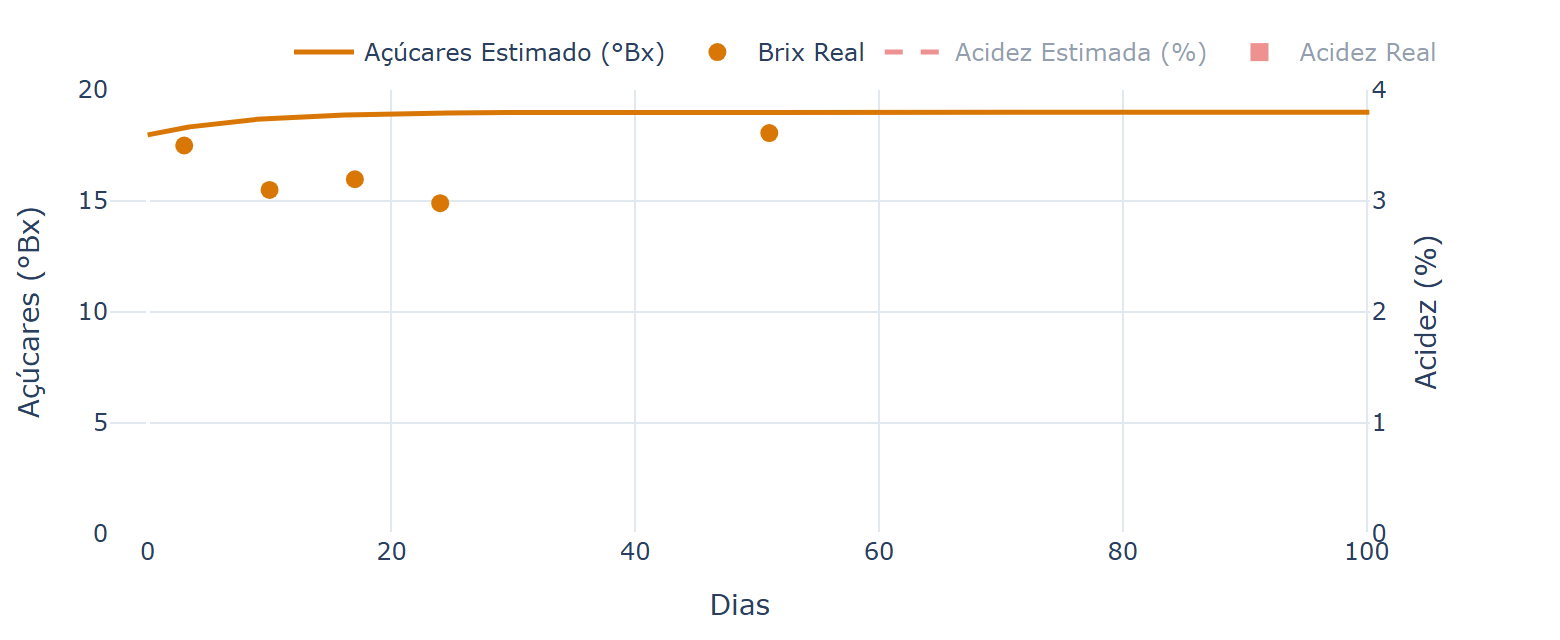 Açúcares Estimado (°Bx) Brix Real Acidez Estimada (%) Acidez Real
20
15
10
5
0
Açúcares (°Bx)
4
3
2
1
0
Acidez (%)
0 20 40 60 80 100
Dias